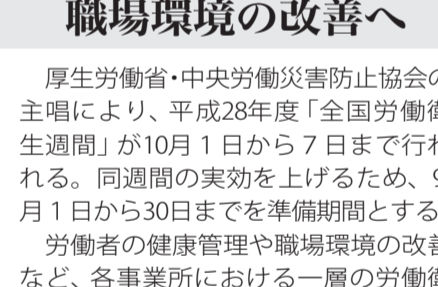 職場環境の改善へ
厚生労働省・中央労働災害防止協会の
主唱により、平成28年度「全国労働衛
生週間」が10月1日から7日まで行わ
れる。同週間の実効を上げるため、9
月1日から30日までを準備期間とする
労働者の健康管理や職場環境の改善
など、各事業所における一層の労働衛